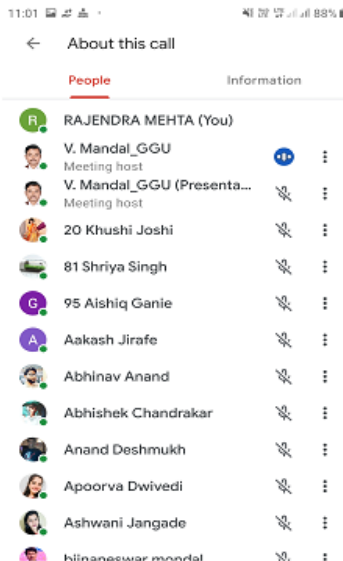 11:01 88%
About this call
People Information
R RAJENDRA MEHTA (You)
V. Mandal_GGU
Meeting host
V. Mandal_GGU (Presenta...
Meeting host
20 Khushi Joshi
81 Shriya Singh
G 95 Aishiq Ganie
A Aakash Jirafe
Abhinav Anand
Abhishek Chandrakar
Anand Deshmukh
Apoorva Dwivedi
Ashwani Jangade
bijnaneswar mondal